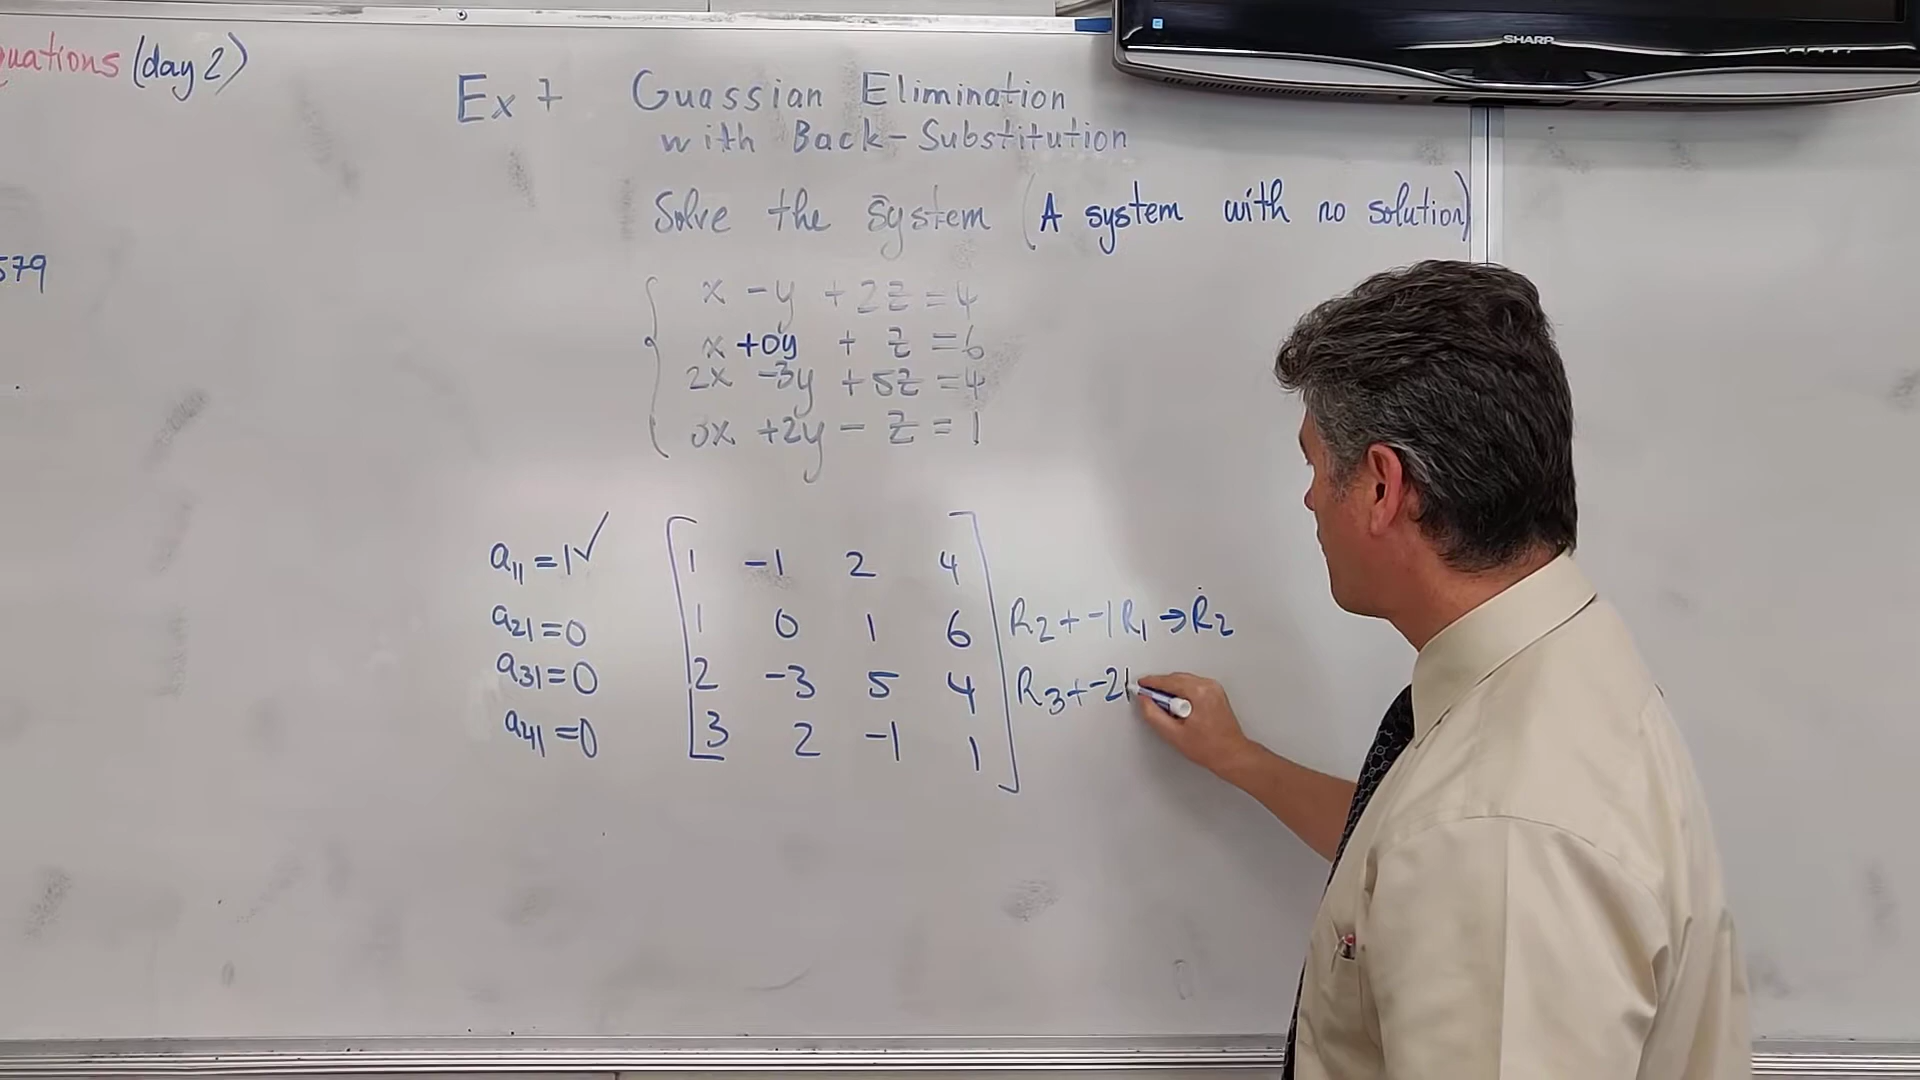 quations (day 2)
SHARP
Ex 7 Guassian Elimination
with Back-Substitution
Solve the system (A system with no solution)
579
x - y + 2z = 4
x + 0y + z = 6
2x - 3y + 5z = 4
3x + 2y - z = 1
a11 = 1 ✓ 1 -1 2 4
a21 = 0 1 0 1 6 R2 + -1R1 → R2
a31 = 0 2 -3 5 4 R3 + -2
a41 = 0 3 2 -1 1